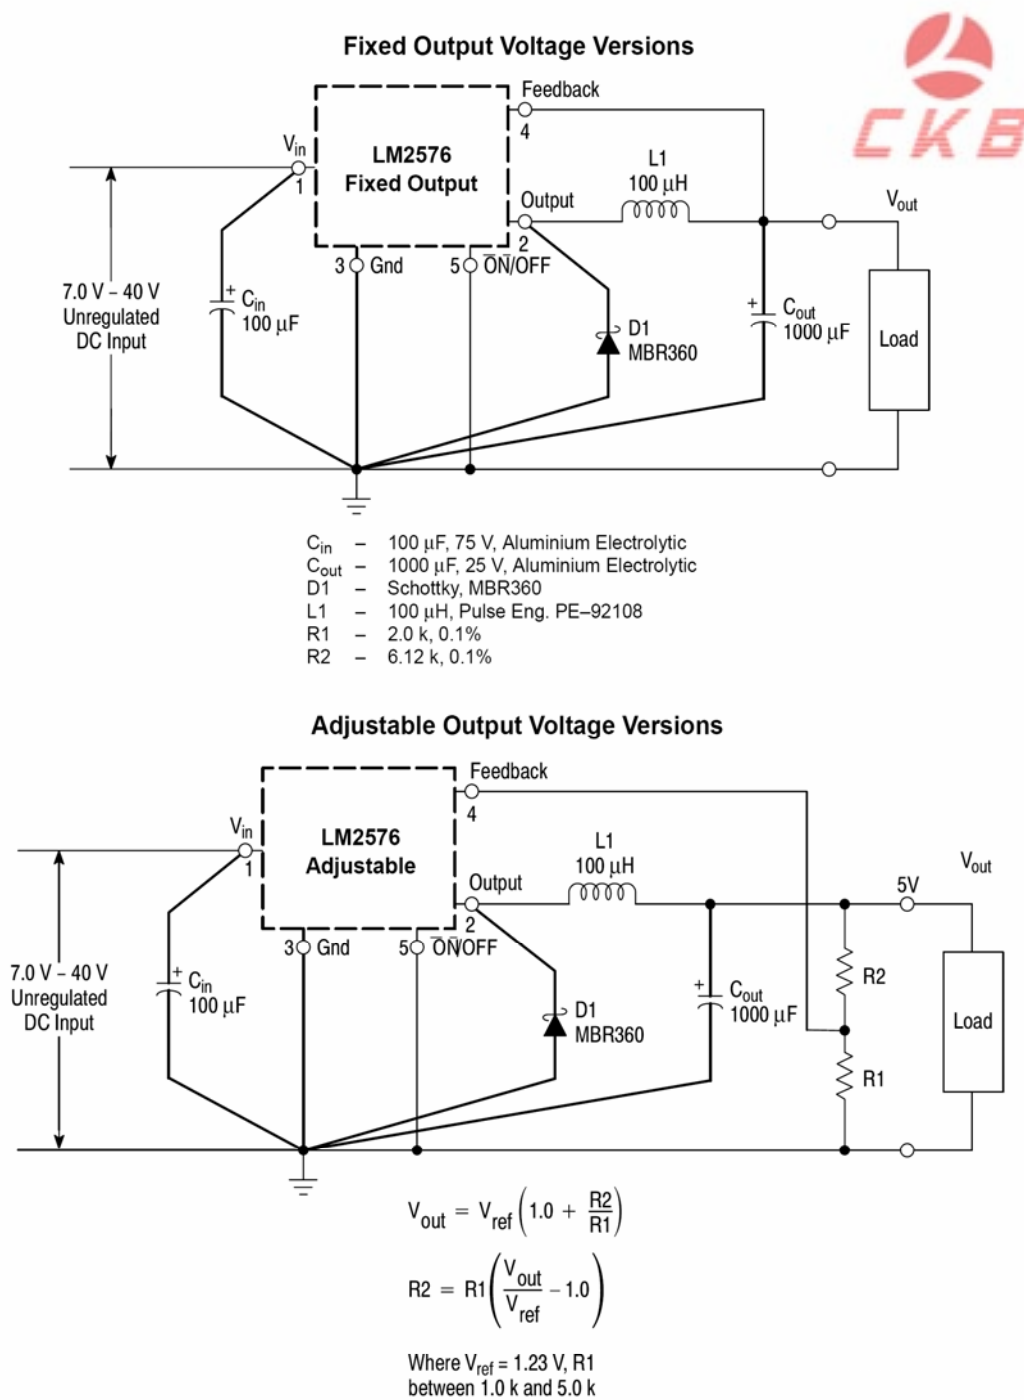 Fixed Output Voltage Versions
CKB
Feedback
4
LM2576
Fixed Output
Vin
1
L1
100 µH
Output
2
Vout
3 Gnd
5 ON/OFF
7.0 V – 40 V
Unregulated
DC Input
+ Cin
100 µF
D1
MBR360
+ Cout
1000 µF
Load
Cin – 100 µF, 75 V, Aluminium Electrolytic
Cout – 1000 µF, 25 V, Aluminium Electrolytic
D1 – Schottky, MBR360
L1 – 100 µH, Pulse Eng. PE–92108
R1 – 2.0 k, 0.1%
R2 – 6.12 k, 0.1%
Adjustable Output Voltage Versions
Feedback
4
LM2576
Adjustable
Vin
1
L1
100 µH
Output
2
5V
Vout
3 Gnd
5 ON/OFF
7.0 V – 40 V
Unregulated
DC Input
+ Cin
100 µF
D1
MBR360
+ Cout
1000 µF
R2
Load
R1
Vout = Vref (1.0 + R2/R1)
R2 = R1 (Vout/Vref – 1.0)
Where Vref = 1.23 V, R1
between 1.0 k and 5.0 k